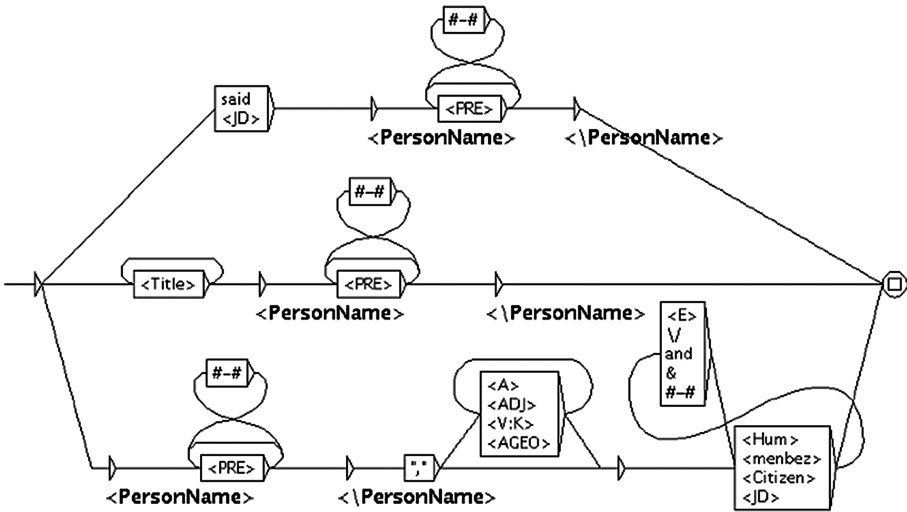 #-#
said
<JD>
<PRE>
<PersonName>
<\PersonName>
#-#
<Title>
<PRE>
<PersonName>
<\PersonName>
<E>
\/
and
&
#-#
#-#
<A>
<ADJ>
<V:K>
<AGEO>
<PRE>
<PersonName>
<\PersonName>
","
<Hum>
<menbez>
<Citizen>
<JD>